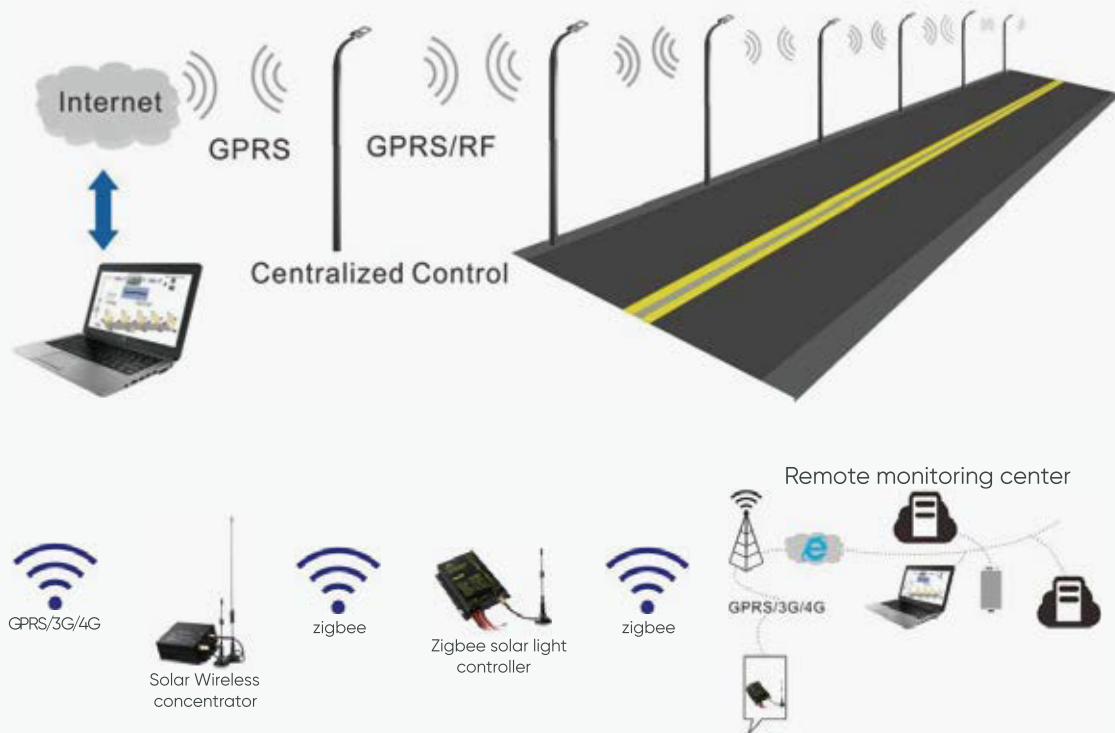 Internet
GPRS
GPRS/RF
Centralized Control
Remote monitoring center
GPRS/3G/4G
Solar Wireless
concentrator
zigbee
Zigbee solar light
controller
zigbee
GPRS/3G/4G